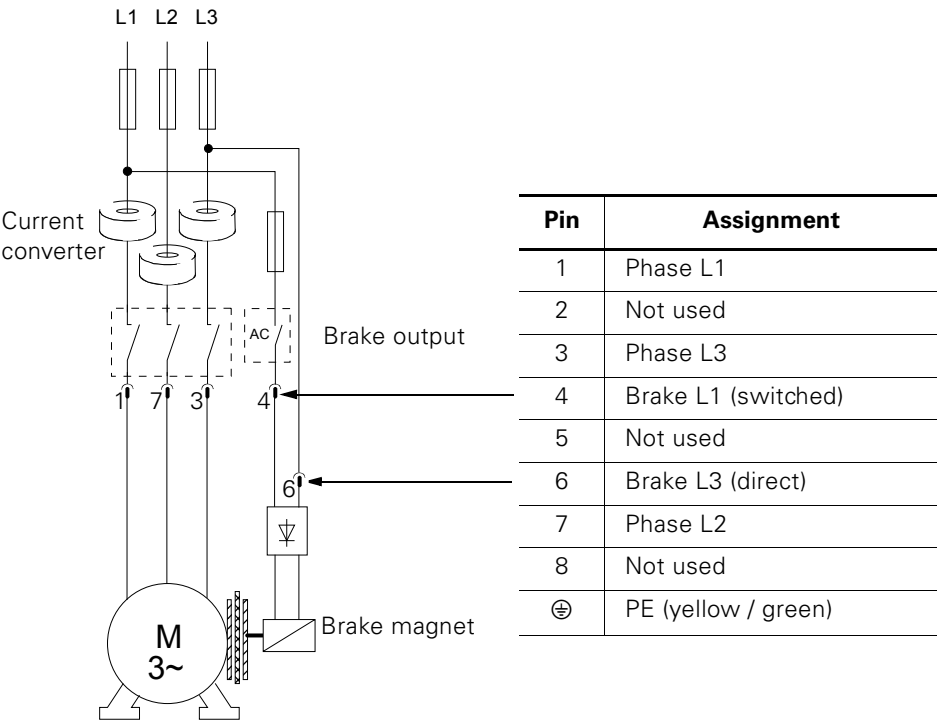 L1 L2 L3
Current
converter
AC
Brake output
1 7 3 4
6
M
3~
Brake magnet
Pin Assignment
1 Phase L1
2 Not used
3 Phase L3
4 Brake L1 (switched)
5 Not used
6 Brake L3 (direct)
7 Phase L2
8 Not used
PE (yellow / green)